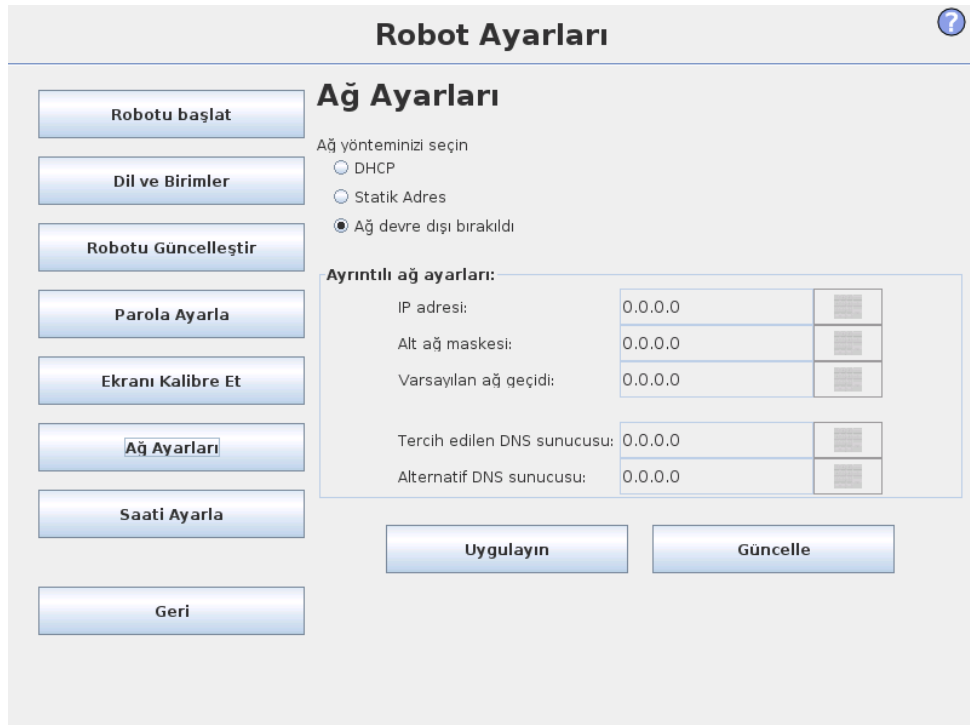 Robot Ayarları
?
Robotu başlat
Dil ve Birimler
Robotu Güncelleştir
Parola Ayarla
Ekranı Kalibre Et
Ağ Ayarları
Saati Ayarla
Geri
Ağ Ayarları
Ağ yönteminizi seçin
DHCP
Statik Adres
Ağ devre dışı bırakıldı
Ayrıntılı ağ ayarları:
IP adresi: 0.0.0.0
Alt ağ maskesi: 0.0.0.0
Varsayılan ağ geçidi: 0.0.0.0
Tercih edilen DNS sunucusu: 0.0.0.0
Alternatif DNS sunucusu: 0.0.0.0
Uygulayın Güncelle